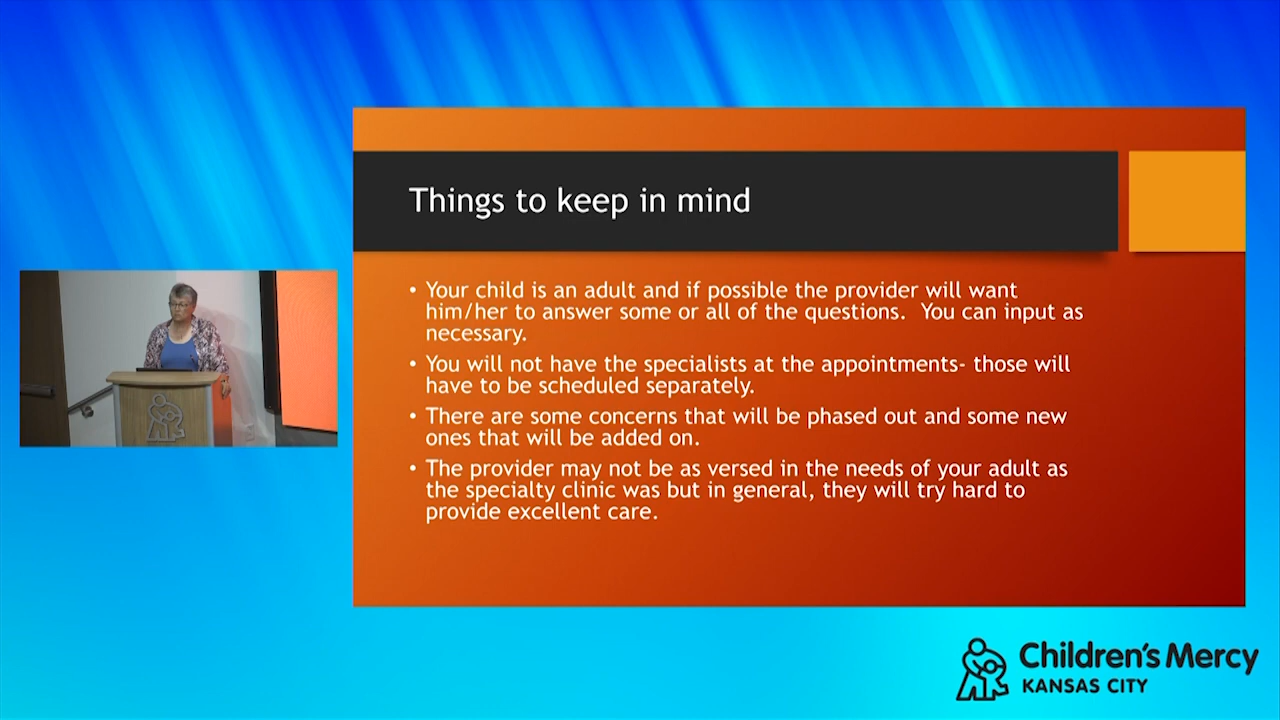 Things to keep in mind
• Your child is an adult and if possible the provider will want
him/her to answer some or all of the questions.  You can input as
necessary.
• You will not have the specialists at the appointments- those will
have to be scheduled separately.
• There are some concerns that will be phased out and some new
ones that will be added on.
• The provider may not be as versed in the needs of your adult as
the specialty clinic was but in general, they will try hard to
provide excellent care.
Children's Mercy
KANSAS CITY